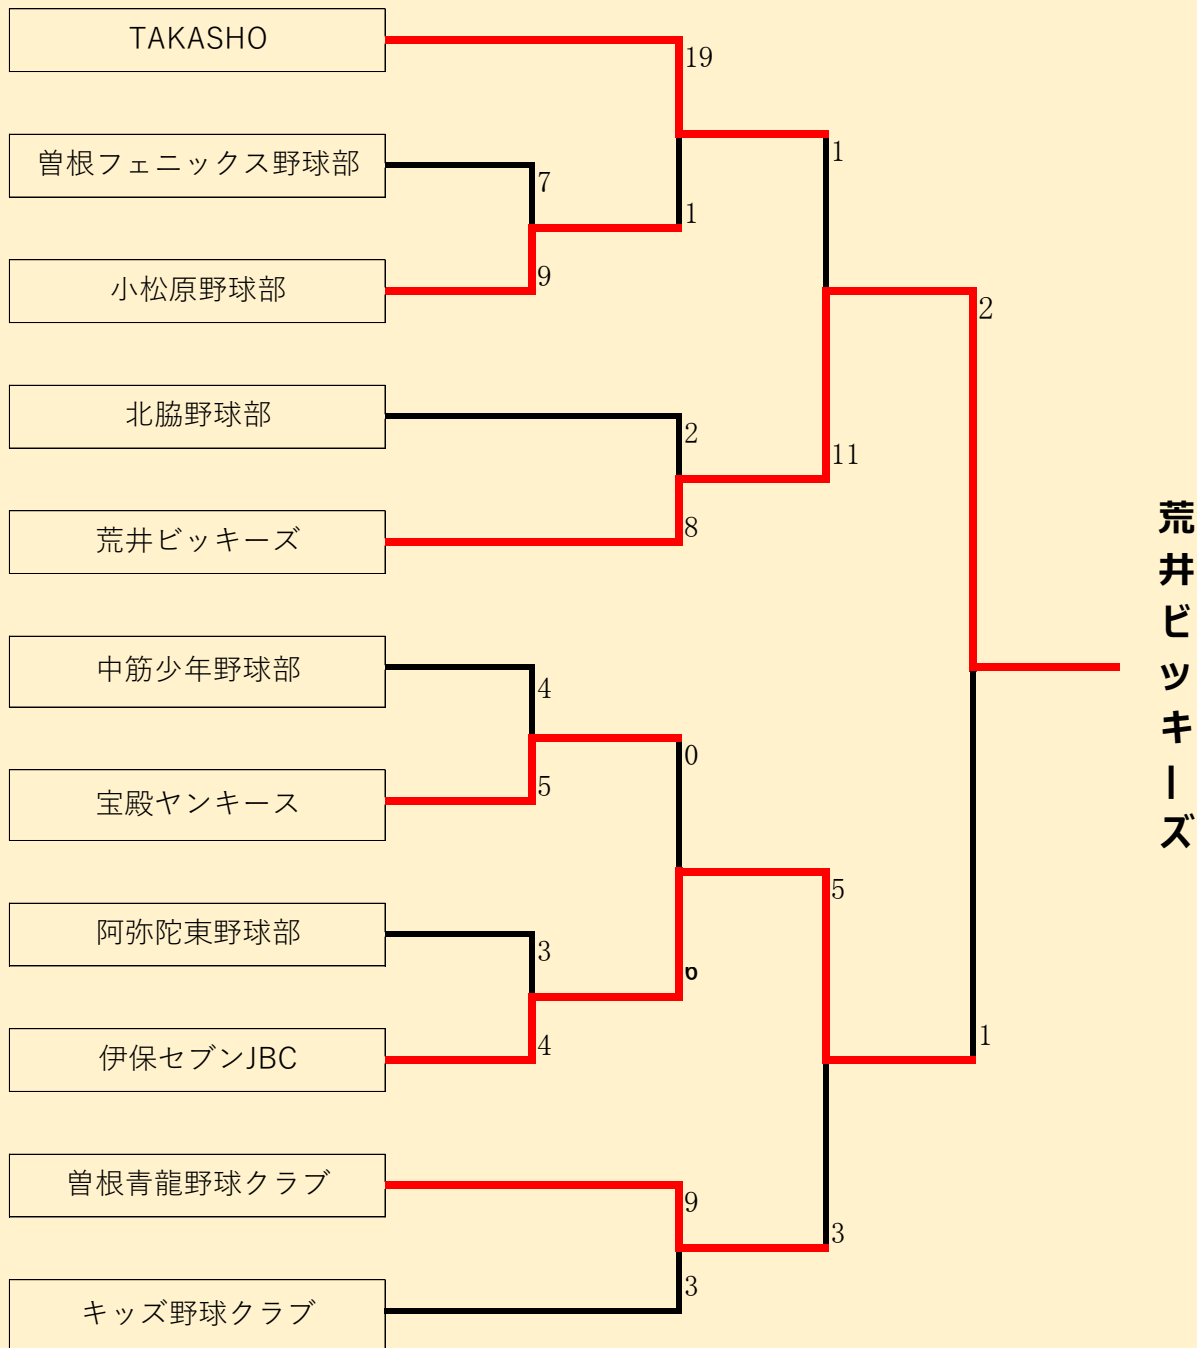 TAKASHO
19
1
曽根フェニックス野球部
7
1
小松原野球部
9
2
北脇野球部
2
11
荒井ビッキーズ
8
荒井ビッキーズ
中筋少年野球部
4
0
宝殿ヤンキース
5
5
阿弥陀東野球部
3
6
伊保セブンJBC
4
1
曽根青龍野球クラブ
9
3
キッズ野球クラブ
3